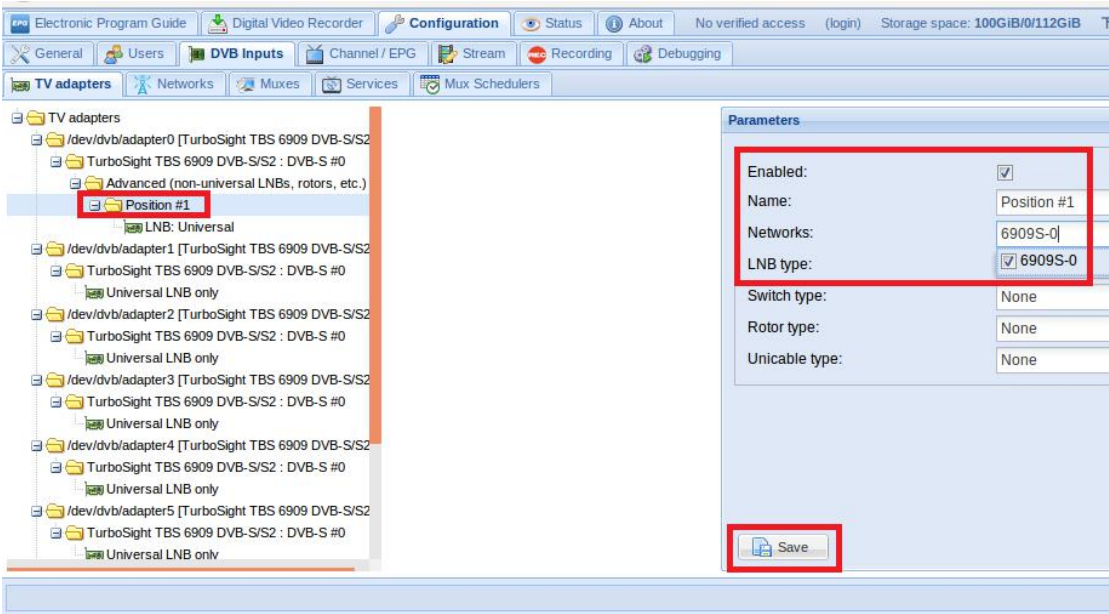 EPG Electronic Program Guide Digital Video Recorder Configuration Status About No verified access (login) Storage space: 100GiB/0/112GiB
General Users DVB Inputs Channel / EPG Stream REC Recording Debugging
TV adapters Networks Muxes Services Mux Schedulers
TV adapters
/dev/dvb/adapter0 [TurboSight TBS 6909 DVB-S/S2
TurboSight TBS 6909 DVB-S/S2 : DVB-S #0
Advanced (non-universal LNBs, rotors, etc.)
Position #1
LNB: Universal
/dev/dvb/adapter1 [TurboSight TBS 6909 DVB-S/S2
TurboSight TBS 6909 DVB-S/S2 : DVB-S #0
Universal LNB only
/dev/dvb/adapter2 [TurboSight TBS 6909 DVB-S/S2
TurboSight TBS 6909 DVB-S/S2 : DVB-S #0
Universal LNB only
/dev/dvb/adapter3 [TurboSight TBS 6909 DVB-S/S2
TurboSight TBS 6909 DVB-S/S2 : DVB-S #0
Universal LNB only
/dev/dvb/adapter4 [TurboSight TBS 6909 DVB-S/S2
TurboSight TBS 6909 DVB-S/S2 : DVB-S #0
Universal LNB only
/dev/dvb/adapter5 [TurboSight TBS 6909 DVB-S/S2
TurboSight TBS 6909 DVB-S/S2 : DVB-S #0
Universal LNB only
Parameters
Enabled:
Name: Position #1
Networks: 6909S-0
LNB type: 6909S-0
Switch type: None
Rotor type: None
Unicable type: None
Save